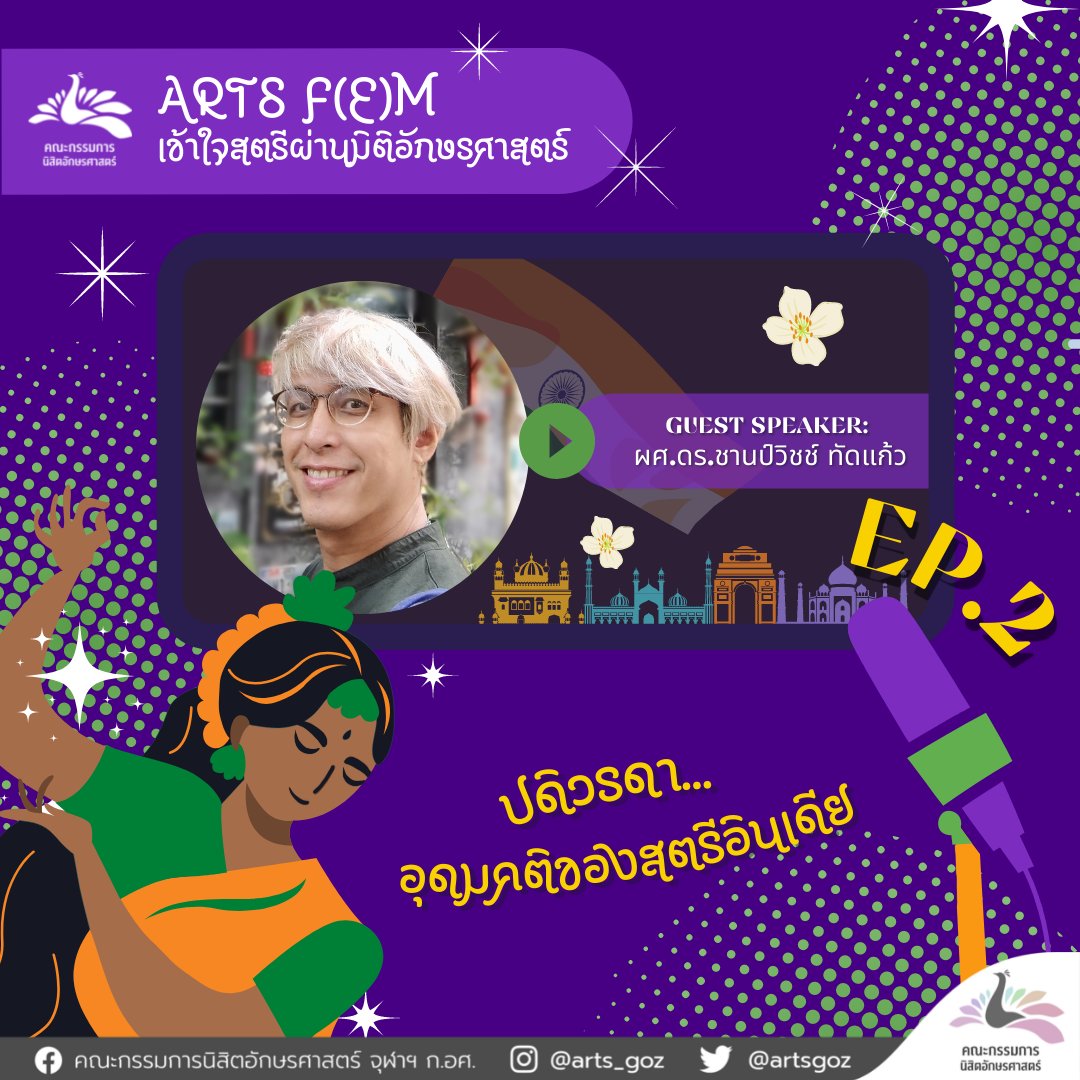 ARTS F(E)M
เข้าใจสตรีผ่านมิติอักษรศาสตร์
คณะกรรมการ
นิสิตอักษรศาสตร์
GUEST SPEAKER:
ผศ.ดร.ชานป์วิชช์ ทัดแก้ว
EP.2
ปติวรดา...
อุดมคติของสตรีอินเดีย
คณะกรรมการนิสิตอักษรศาสตร์ จุฬาฯ ก.อศ.
@arts_goz
@artsgoz
คณะกรรมการ
นิสิตอักษรศาสตร์